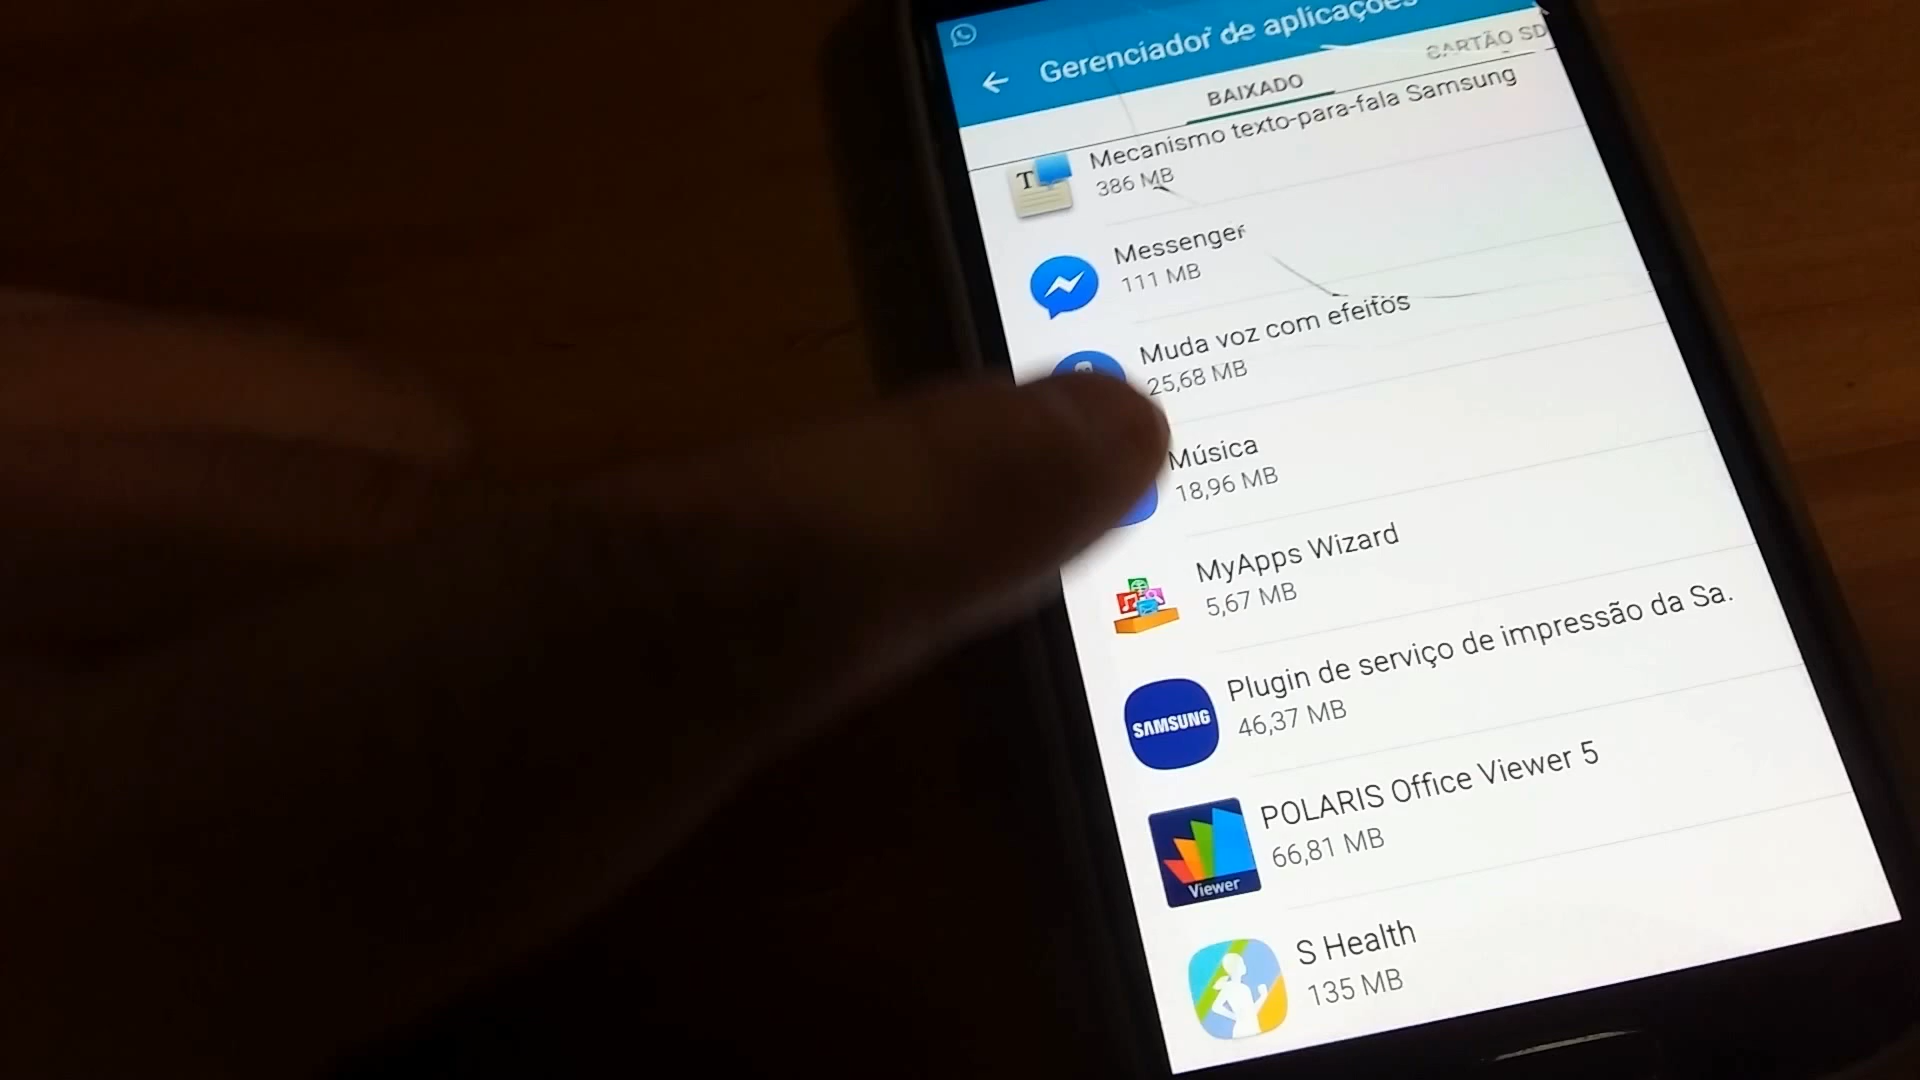 Gerenciador de aplicações
BAIXADO
CARTÃO SD
Mecanismo texto-para-fala Samsung
386 MB
T
Messenger
111 MB
Muda voz com efeitos
25,68 MB
Música
18,96 MB
MyApps Wizard
5,67 MB
Plugin de serviço de impressão da Sa.
46,37 MB
SAMSUNG
POLARIS Office Viewer 5
66,81 MB
Viewer
S Health
135 MB